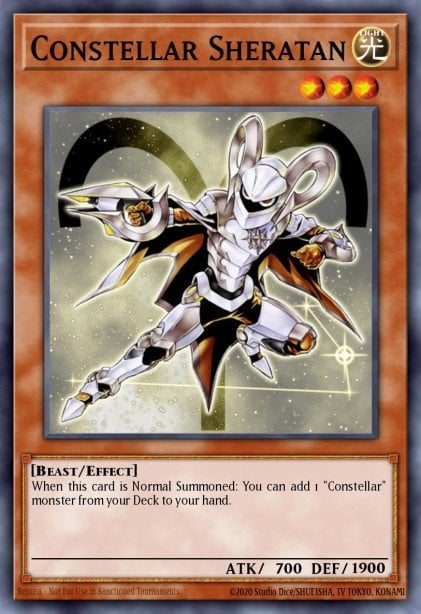 Constellar Sheratan
LIGHT
光
[Beast/Effect]
When this card is Normal Summoned: You can add 1 "Constellar"
monster from your Deck to your hand.
ATK/ 700 DEF/1900
Replica - Not For Use in Sanctioned Tournaments
©2020 Studio Dice/SHUEISHA, TV TOKYO, KONAMI